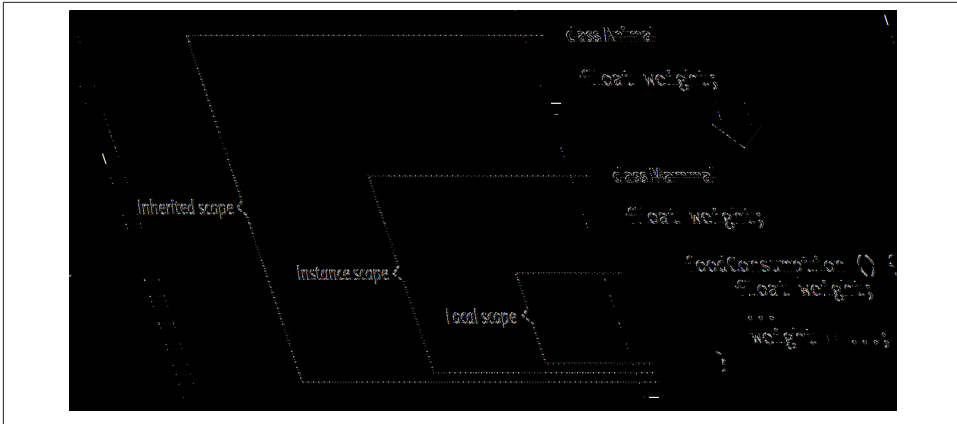 class Animal
float weight;
class Mammal
Inherited scope
float weight;
foodConsumption () {
Instance scope
float weight;
Local scope
...
weight = ...;
}